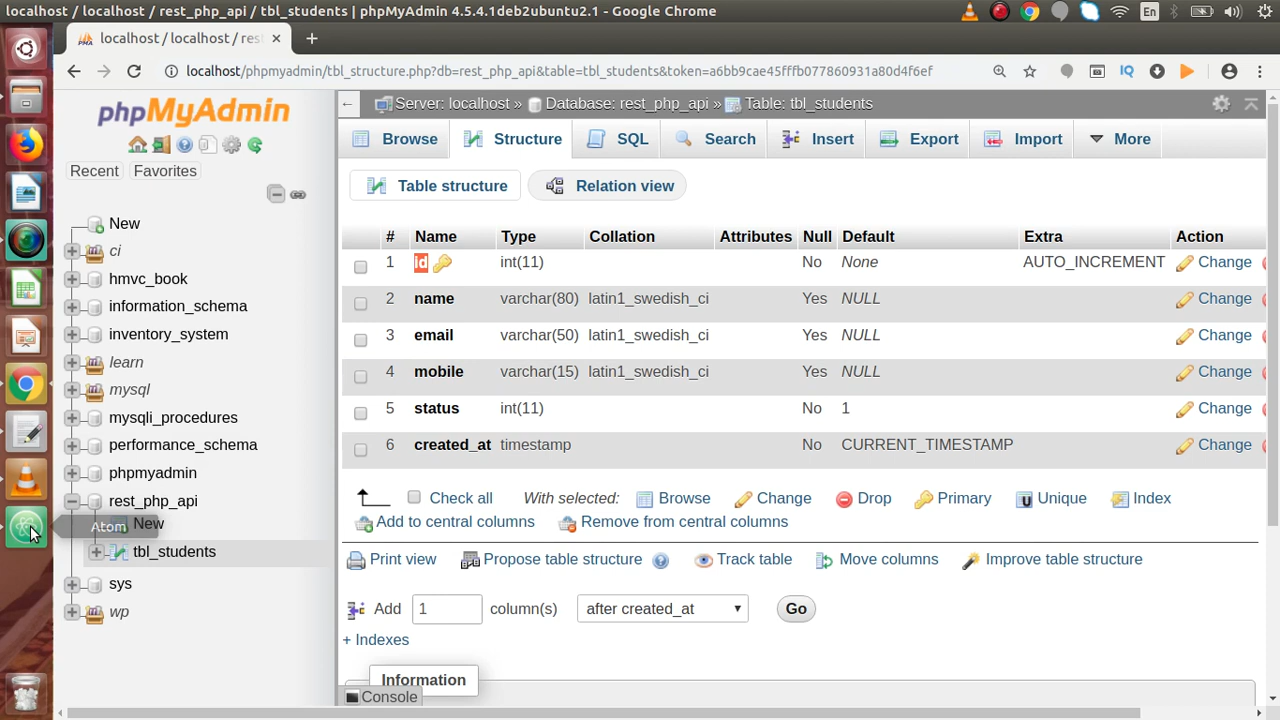 localhost / localhost / rest_php_api / tbl_students | phpMyAdmin 4.5.4.1deb2ubuntu2.1 - Google Chrome
En
localhost / localhost / res
localhost/phpmyadmin/tbl_structure.php?db=rest_php_api&table=tbl_students&token=a6bb95ae45fffb077860931a80d4f6ef
IQ
phpMyAdmin
Recent Favorites
New
ci
hmvc_book
information_schema
inventory_system
learn
mysql
mysqli_procedures
performance_schema
phpmyadmin
rest_php_api
New
tbl_students
sys
wp
Atom
Server: localhost » Database: rest_php_api » Table: tbl_students
Browse Structure SQL Search Insert Export Import More
Table structure Relation view
# Name Type Collation Attributes Null Default Extra Action
1 id int(11) No None AUTO_INCREMENT Change
2 name varchar(80) latin1_swedish_ci Yes NULL Change
3 email varchar(50) latin1_swedish_ci Yes NULL Change
4 mobile varchar(15) latin1_swedish_ci Yes NULL Change
5 status int(11) No 1 Change
6 created_at timestamp No CURRENT_TIMESTAMP Change
Check all With selected: Browse Change Drop Primary Unique Index
Add to central columns Remove from central columns
Print view Propose table structure Track table Move columns Improve table structure
Add 1 column(s) after created_at Go
+ Indexes
Information
Console